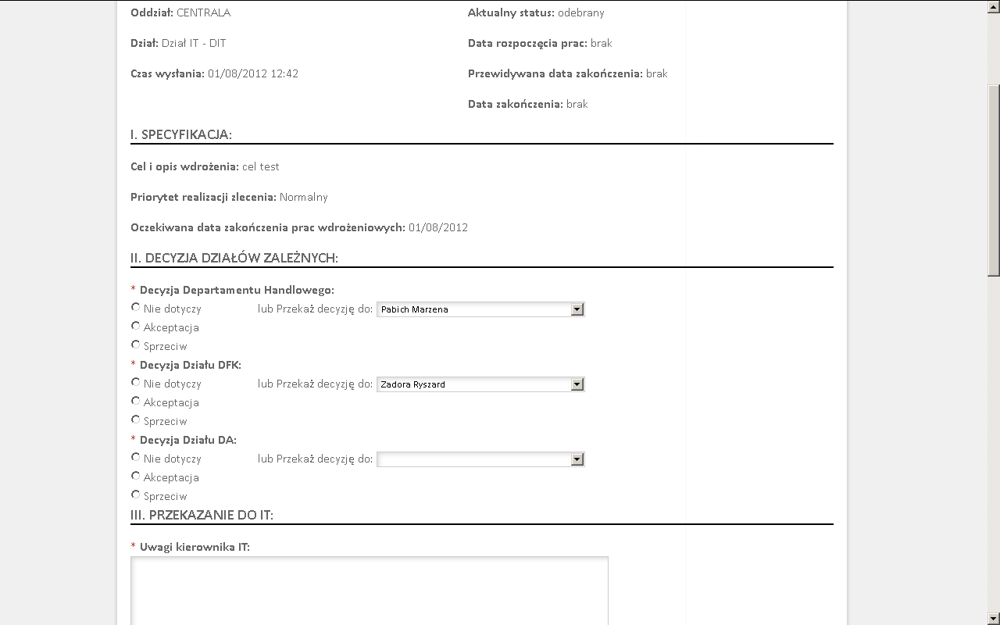 Oddział: CENTRALA
Aktualny status: odebrany
Dział: Dział IT - DIT
Data rozpoczęcia prac: brak
Czas wysłania: 01/08/2012 12:42
Przewidywana data zakończenia: brak
Data zakończenia: brak
I. SPECYFIKACJA:
Cel i opis wdrożenia: cel test
Priorytet realizacji zlecenia: Normalny
Oczekiwana data zakończenia prac wdrożeniowych: 01/08/2012
II. DECYZJA DZIAŁÓW ZALEŻNYCH:
* Decyzja Departamentu Handlowego:
Nie dotyczy lub Przekaż decyzję do: Pabich Marzena
Akceptacja
Sprzeciw
* Decyzja Działu DFK:
Nie dotyczy lub Przekaż decyzję do: Zadora Ryszard
Akceptacja
Sprzeciw
* Decyzja Działu DA:
Nie dotyczy lub Przekaż decyzję do:
Akceptacja
Sprzeciw
III. PRZEKAZANIE DO IT:
* Uwagi kierownika IT: